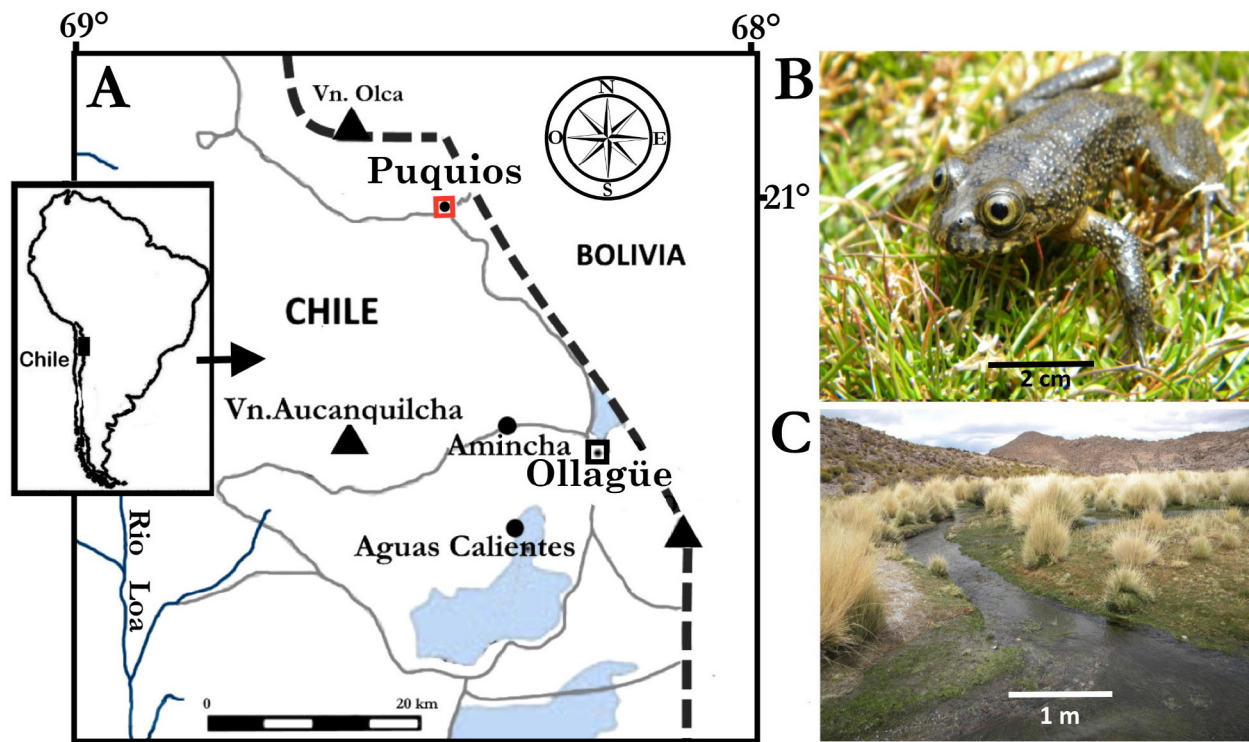 69°
68°
A
Vn. Olca
N
O
E
S
Puquios
21°
BOLIVIA
CHILE
Chile
Vn.Aucanquilcha
Amincha
Ollagüe
Aguas Calientes
Rio Loa
0
20 km
B
2 cm
C
1 m